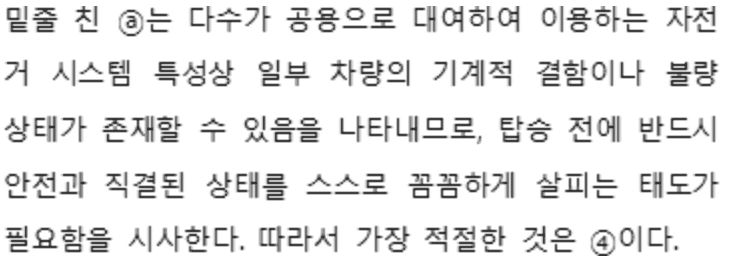 밑줄 친 ⓐ는 다수가 공용으로 대여하여 이용하는 자전
거 시스템 특성상 일부 차량의 기계적 결함이나 불량
상태가 존재할 수 있음을 나타내므로, 탑승 전에 반드시
안전과 직결된 상태를 스스로 꼼꼼하게 살피는 태도가
필요함을 시사한다. 따라서 가장 적절한 것은 ④이다.